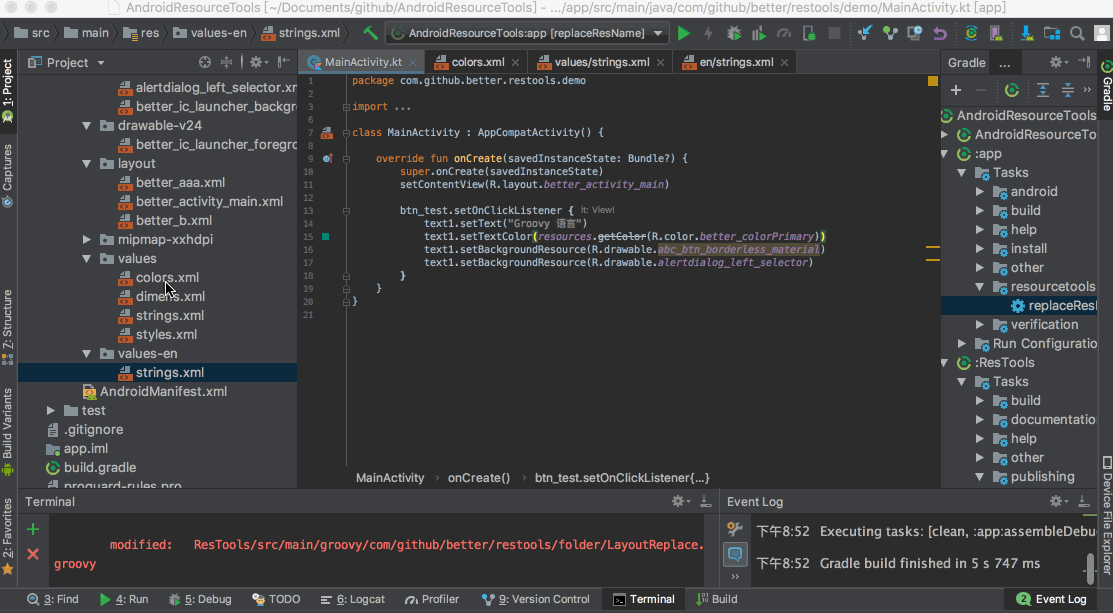 AndroidResourceTools [~/Documents/github/AndroidResourceTools] - .../app/src/main/java/com/github/better/restools/demo/MainActivity.kt [app]
src main res values-en strings.xml AndroidResourceTools:app [replaceResName]
Project
MainActivity.kt colors.xml values/strings.xml en/strings.xml
Gradle ...
1: Project
Captures
7: Structure
Build Variants
2: Favorites
alertdialog_left_selector.xr
better_ic_launcher_backgr
drawable-v24
better_ic_launcher_foregro
layout
better_aaa.xml
better_activity_main.xml
better_b.xml
mipmap-xxhdpi
values
colors.xml
dimens.xml
strings.xml
styles.xml
values-en
strings.xml
AndroidManifest.xml
test
.gitignore
app.iml
build.gradle
proguard-rules.pro
1 package com.github.better.restools.demo
2
3 import ...
6
7 class MainActivity : AppCompatActivity() {
8
9 override fun onCreate(savedInstanceState: Bundle?) {
10 super.onCreate(savedInstanceState)
11 setContentView(R.layout.better_activity_main)
12
13 btn_test.setOnClickListener { it: View!
14 text1.setText("Groovy 语言")
15 text1.setTextColor(resources.getColor(R.color.better_colorPrimary))
16 text1.setBackgroundResource(R.drawable.abc_btn_borderless_material)
17 text1.setBackgroundResource(R.drawable.alertdialog_left_selector)
18 }
19 }
20 }
21
MainActivity › onCreate() › btn_test.setOnClickListener{...}
AndroidResourceTools
AndroidResourceTo
:app
Tasks
android
build
help
install
other
resourcetools
replaceResI
verification
Run Configuratio
:ResTools
Tasks
build
documentatio
help
other
publishing
Gradle
Device File Explorer
Terminal
modified: ResTools/src/main/groovy/com/github/better/restools/folder/LayoutReplace.
groovy
Event Log
下午8:52 Executing tasks: [clean, :app:assembleDebu
下午8:52 Gradle build finished in 5 s 747 ms
3: Find 4: Run 5: Debug TODO 6: Logcat Profiler 9: Version Control Terminal Build 2 Event Log